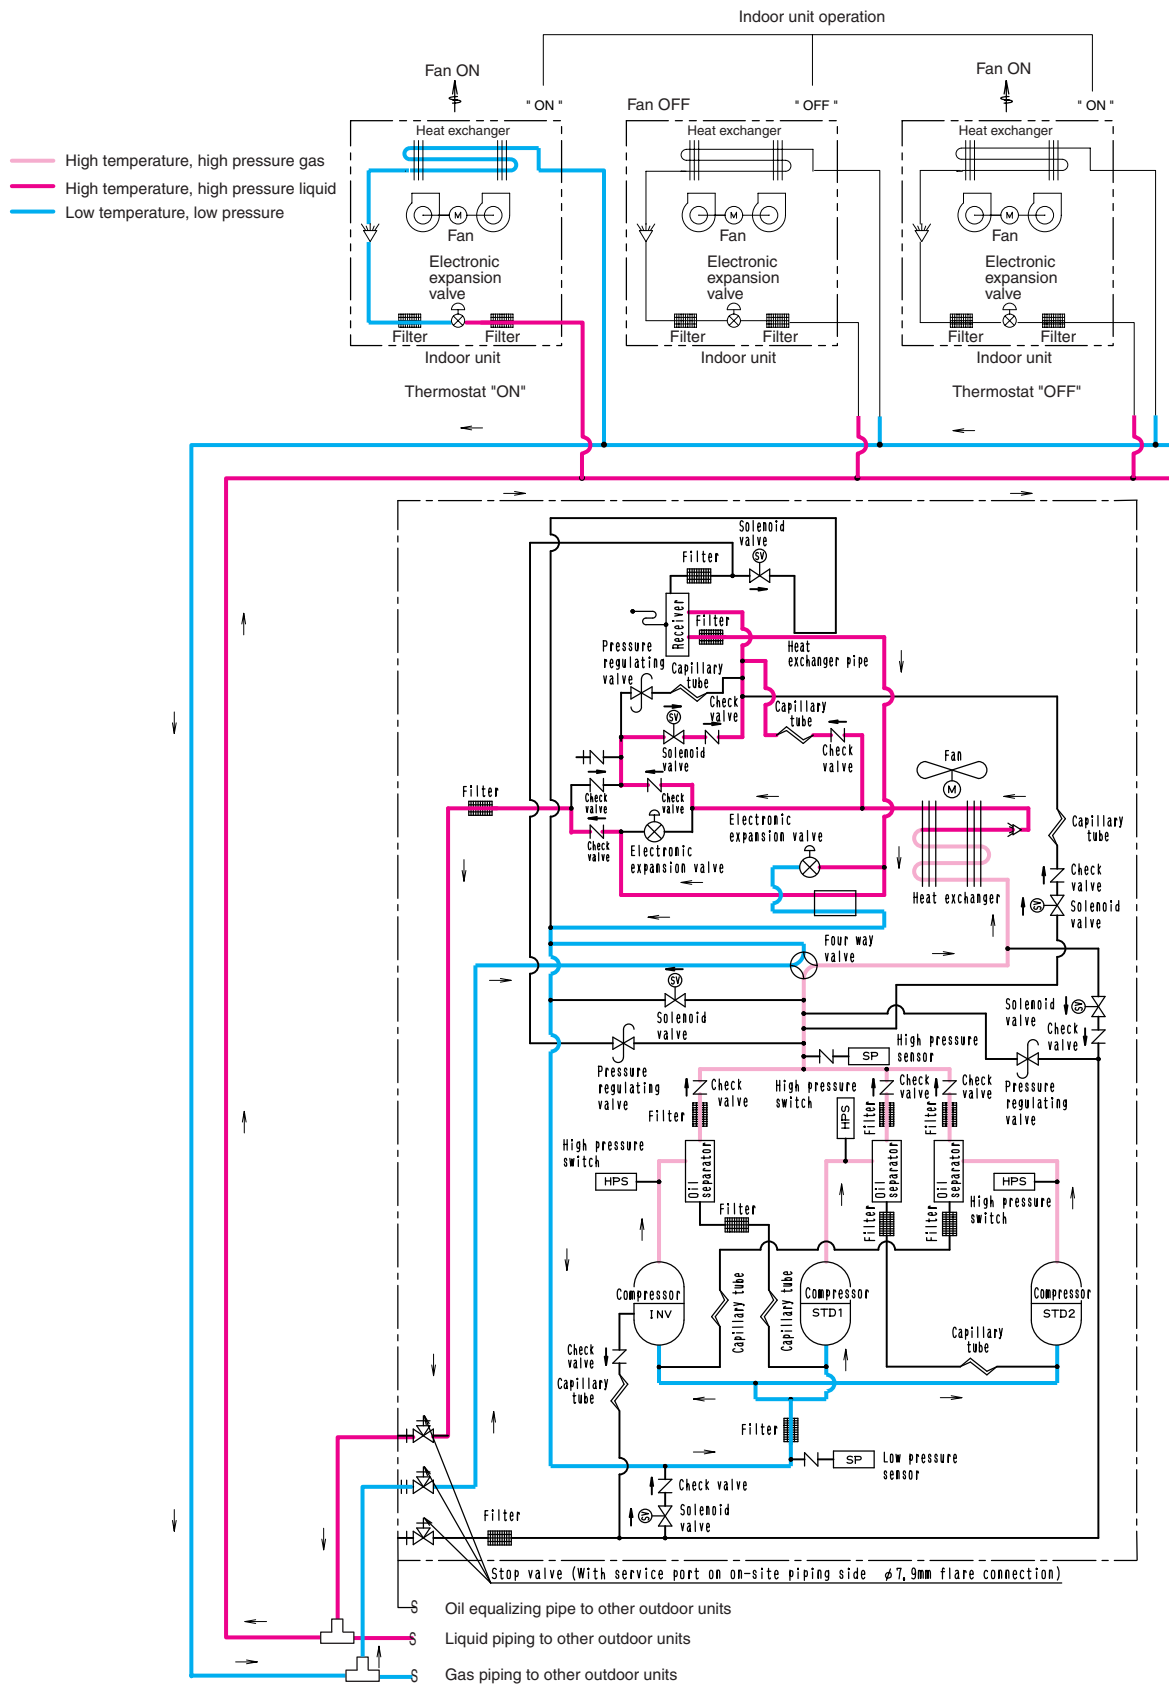 Indoor unit operation
Fan ON
" ON "
Fan OFF
" OFF "
Fan ON
" ON "
High temperature, high pressure gas
High temperature, high pressure liquid
Low temperature, low pressure
Heat exchanger
M
Fan
Electronic
expansion
valve
Filter
Filter
Indoor unit
Thermostat "ON"
Heat exchanger
M
Fan
Electronic
expansion
valve
Filter
Filter
Indoor unit
Heat exchanger
M
Fan
Electronic
expansion
valve
Filter
Filter
Indoor unit
Thermostat "OFF"
Solenoid
valve
SV
Filter
Receiver
Filter
Heat
exchanger pipe
Pressure
regulating
valve
Capillary
tube
Check
valve
SV
Solenoid
valve
Capillary
tube
Check
valve
Fan
M
Filter
Check
valve
Check
valve
Check
valve
Electronic
expansion valve
Electronic
expansion valve
Capillary
tube
Check
valve
SV
Solenoid
valve
Heat exchanger
Four way
valve
SV
Solenoid
valve
Solenoid
valve
SV
Check
valve
High pressure
sensor
SP
Pressure
regulating
valve
Check
valve
High pressure
switch
Check
valve
Check
valve
Pressure
regulating
valve
Filter
HPS
Filter
Filter
High pressure
switch
HPS
Oil
separator
Oil
separator
Oil
separator
HPS
High pressure
switch
Filter
Filter
Filter
Compressor
INV
Capillary tube
Capillary tube
Compressor
STD1
Compressor
STD2
Check
valve
Capillary
tube
Capillary
tube
Filter
SP
Low pressure
sensor
Check valve
SV
Solenoid
valve
Filter
Stop valve (With service port on on-site piping side φ7,9mm flare connection)
Oil equalizing pipe to other outdoor units
Liquid piping to other outdoor units
Gas piping to other outdoor units